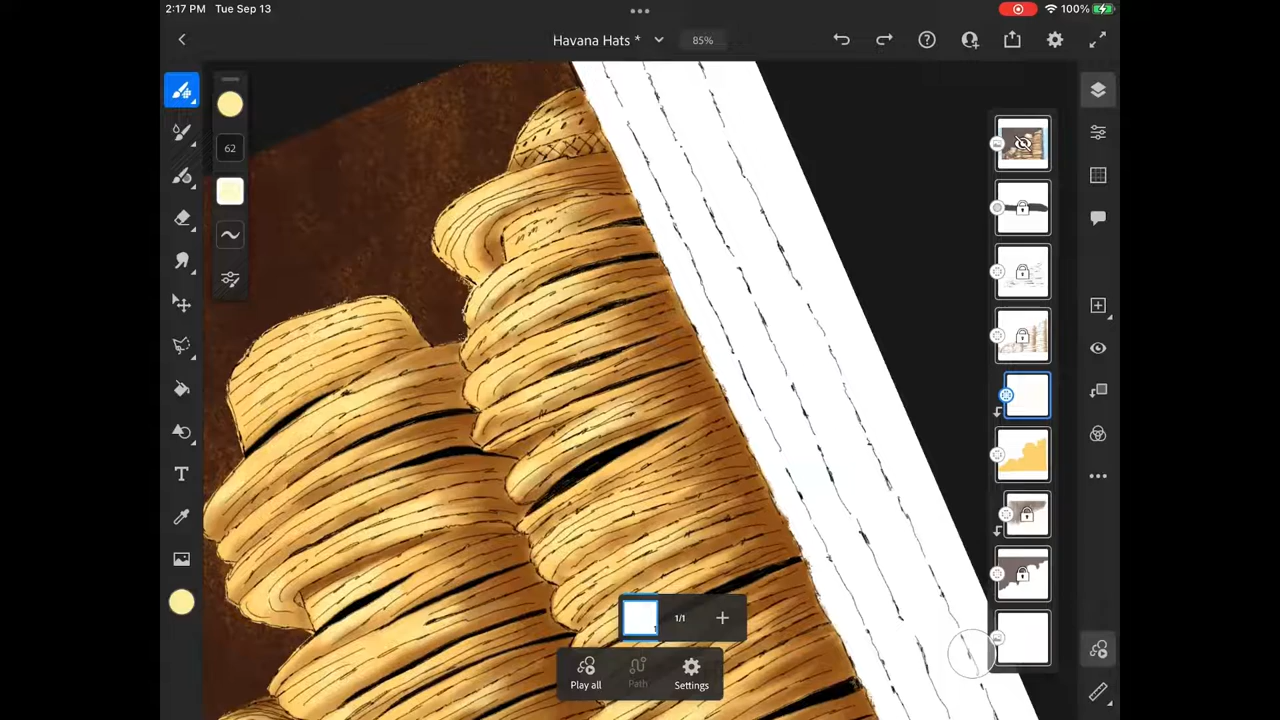 2:17 PM Tue Sep 13
100%
Havana Hats *
85%
62
T
1/1
Play all
Path
Settings